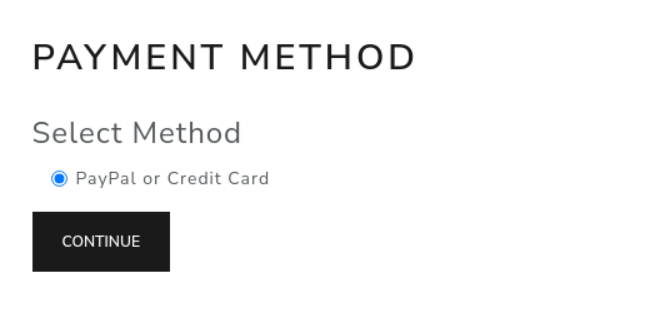 PAYMENT METHOD
Select Method
PayPal or Credit Card
CONTINUE